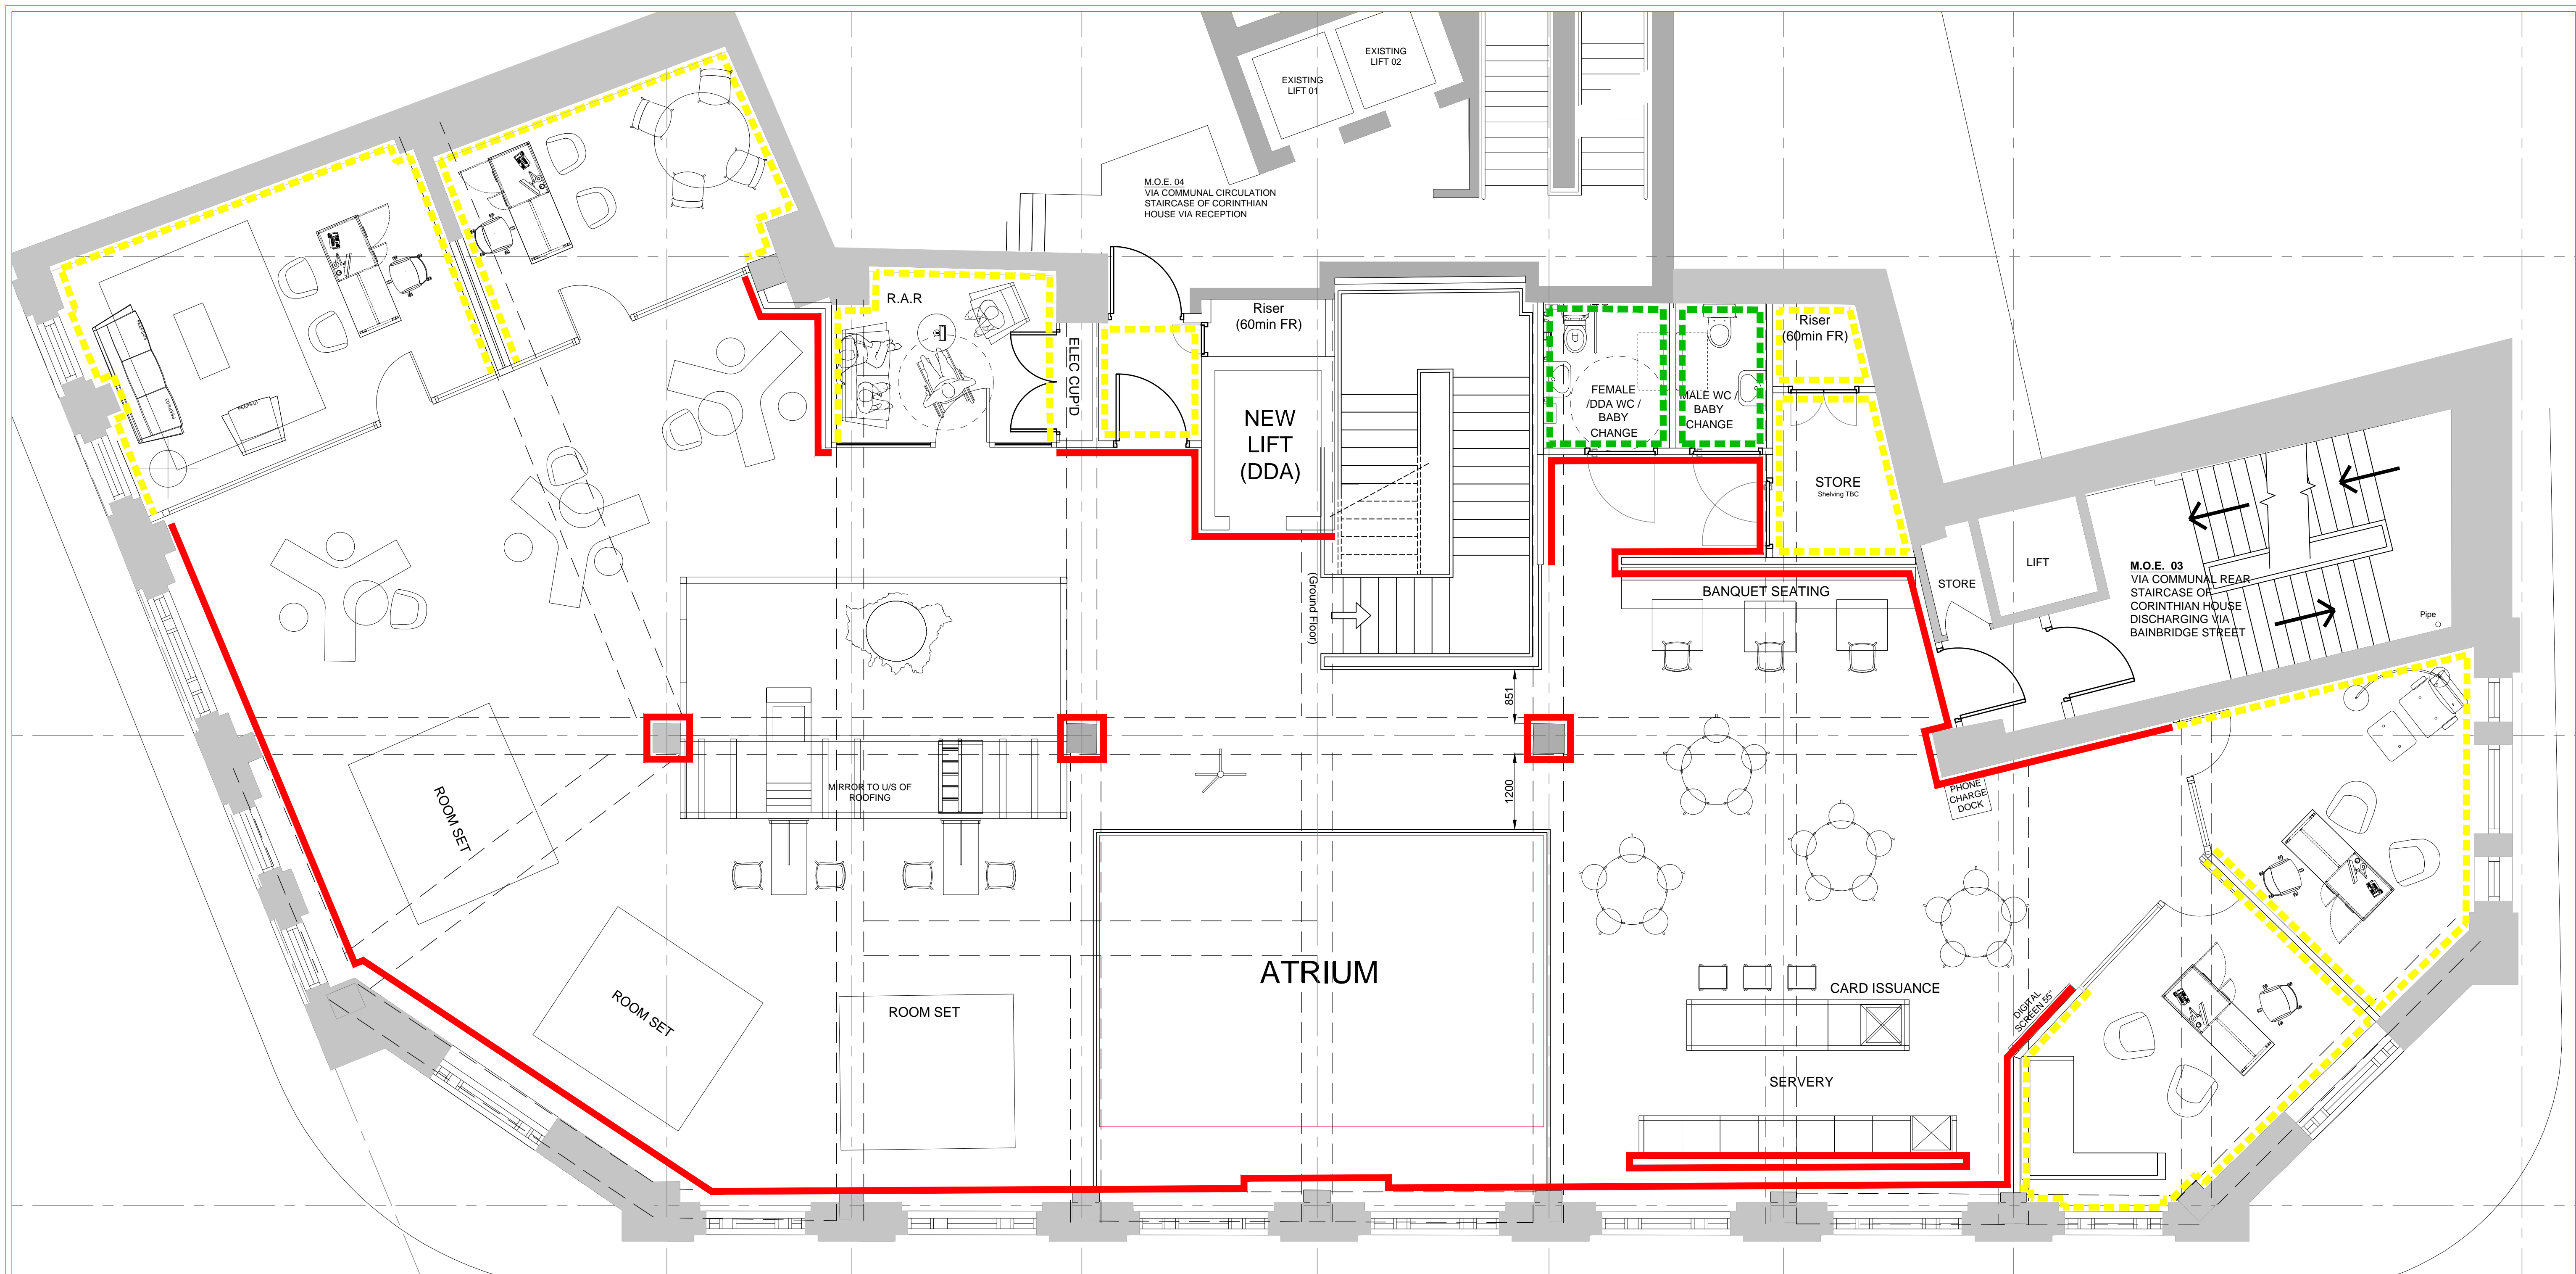 EXISTING
LIFT 02
EXISTING
LIFT 01
M.O.E. 04
VIA COMMUNAL CIRCULATION
STAIRCASE OF CORINTHIAN
HOUSE VIA RECEPTION
R.A.R
Riser
(60min FR)
ELEC CUP'D
NEW
LIFT
(DDA)
FEMALE
/DDA WC /
BABY
CHANGE
MALE WC /
BABY
CHANGE
Riser
(60min FR)
STORE
Shelving TBC
STORE
LIFT
M.O.E. 03
VIA COMMUNAL REAR
STAIRCASE OF
CORINTHIAN HOUSE
DISCHARGING VIA
BAINBRIDGE STREET
Pipe
(Ground Floor)
BANQUET SEATING
851
1200
MIRROR TO U/S OF
ROOFING
PHONE
CHARGE
DOCK
ROOM SET
ROOM SET
ROOM SET
ATRIUM
CARD ISSUANCE
DIGITAL
SCREEN 55"
SERVERY